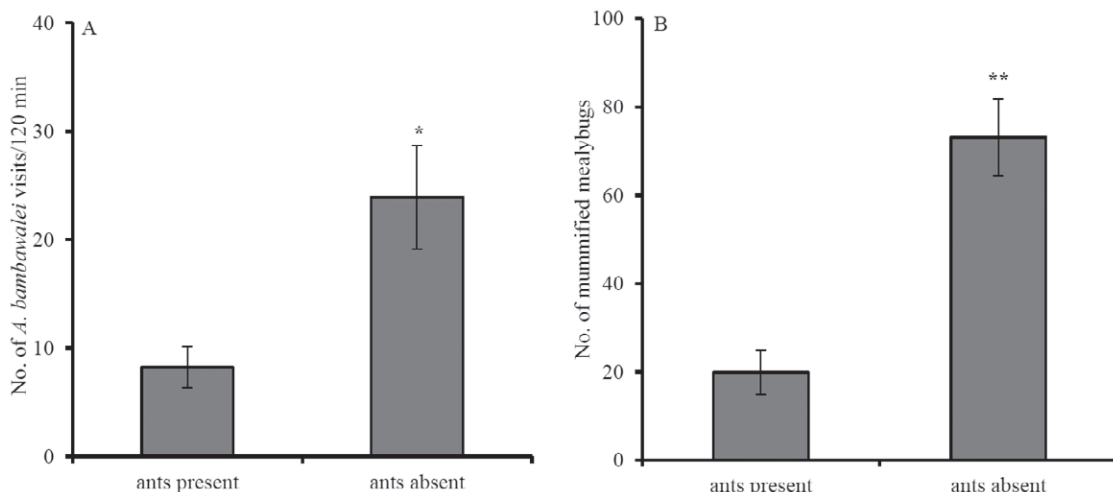 A
No. of A. bambawalei visits/120 min
40
30
20
10
0
*
ants present
ants absent
B
No. of mummified mealybugs
100
80
60
40
20
0
**
ants present
ants absent